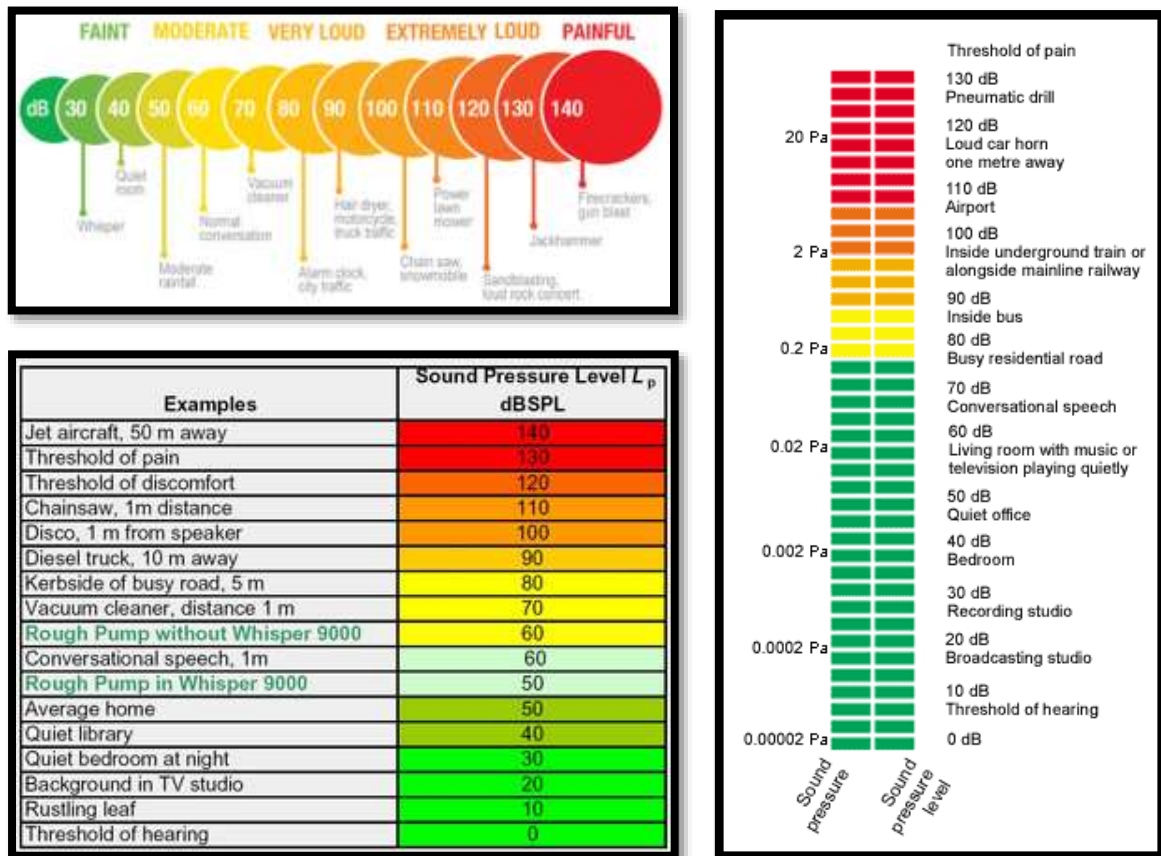 FAINT MODERATE VERY LOUD EXTREMELY LOUD PAINFUL
dB 30 40 50 60 70 80 90 100 110 120 130 140
Whisper
Quiet
room
Moderate
rainfall
Normal
conversation
Vacuum
cleaner
Alarm clock,
city traffic
Hair dryer,
motorcycle,
truck traffic
Chain saw,
snowmobile
Power
lawn
mower
Sandblasting,
loud rock concert
Jackhammer
Firecrackers,
gun blast
Examples
Sound Pressure Level Lp
dBSPL
Jet aircraft, 50 m away 140
Threshold of pain 130
Threshold of discomfort 120
Chainsaw, 1m distance 110
Disco, 1 m from speaker 100
Diesel truck, 10 m away 90
Kerbside of busy road, 5 m 80
Vacuum cleaner, distance 1 m 70
Rough Pump without Whisper 9000 60
Conversational speech, 1m 60
Rough Pump in Whisper 9000 50
Average home 50
Quiet library 40
Quiet bedroom at night 30
Background in TV studio 20
Rustling leaf 10
Threshold of hearing 0
Threshold of pain
130 dB
Pneumatic drill
20 Pa
120 dB
Loud car horn
one metre away
110 dB
Airport
2 Pa
100 dB
Inside underground train or
alongside mainline railway
90 dB
Inside bus
0.2 Pa
80 dB
Busy residential road
70 dB
Conversational speech
0.02 Pa
60 dB
Living room with music or
television playing quietly
50 dB
Quiet office
0.002 Pa
40 dB
Bedroom
30 dB
Recording studio
0.0002 Pa
20 dB
Broadcasting studio
10 dB
Threshold of hearing
0.00002 Pa
0 dB
Sound
pressure
Sound
pressure
level